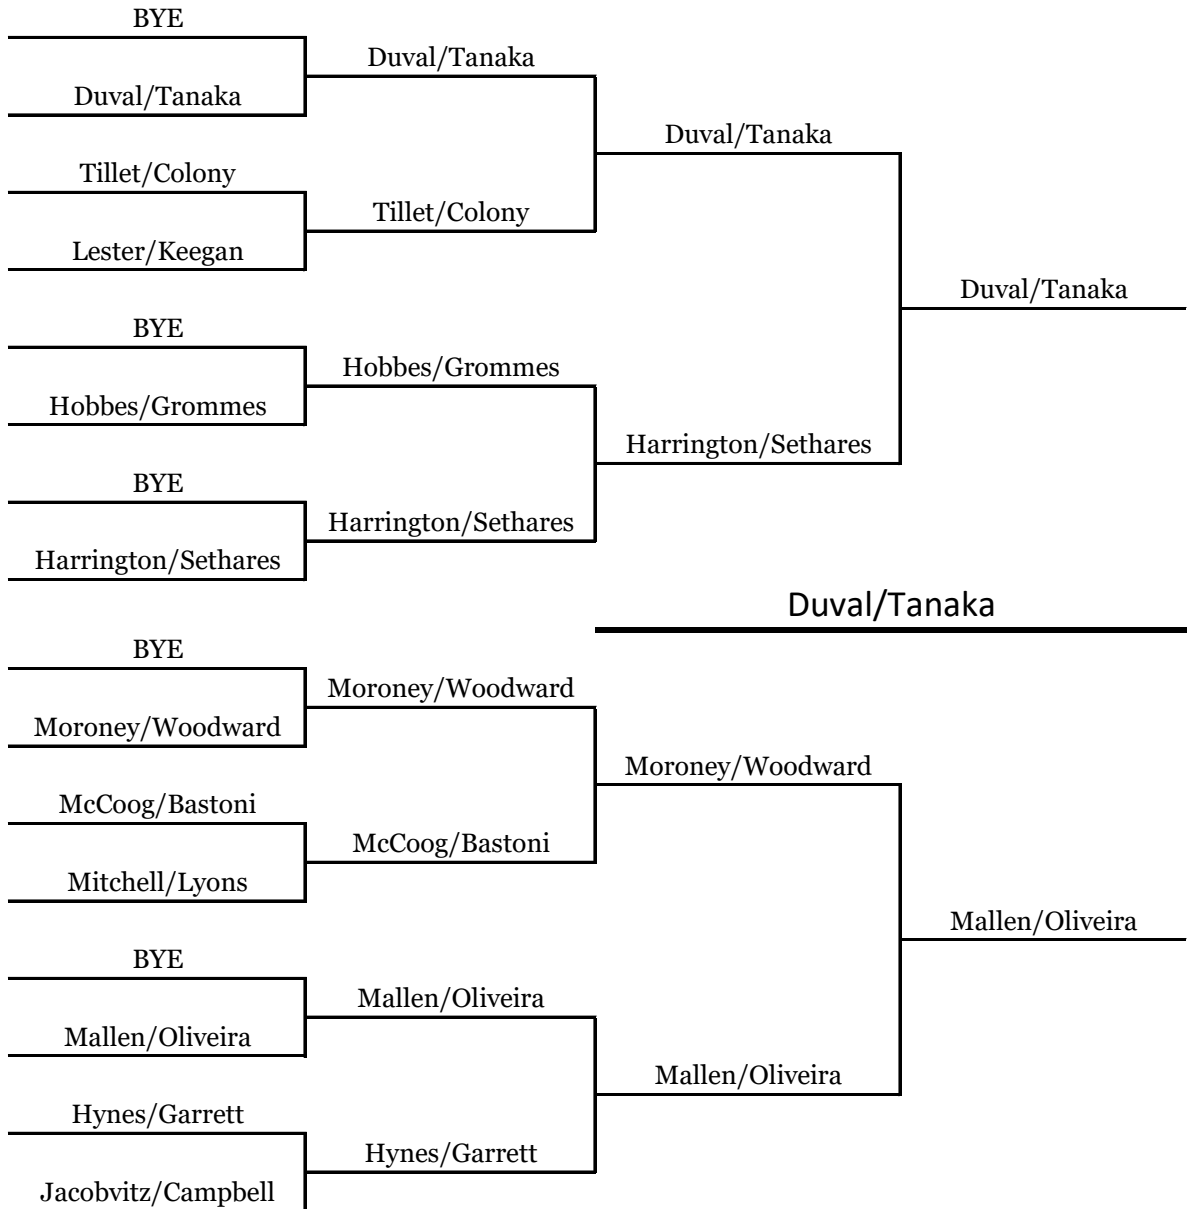 BYE
Duval/Tanaka
Duval/Tanaka
Duval/Tanaka
Tillet/Colony
Tillet/Colony
Lester/Keegan
Duval/Tanaka
BYE
Hobbes/Grommes
Hobbes/Grommes
Harrington/Sethares
BYE
Harrington/Sethares
Harrington/Sethares
Duval/Tanaka
BYE
Moroney/Woodward
Moroney/Woodward
Moroney/Woodward
McCoog/Bastoni
McCoog/Bastoni
Mitchell/Lyons
Mallen/Oliveira
BYE
Mallen/Oliveira
Mallen/Oliveira
Mallen/Oliveira
Hynes/Garrett
Hynes/Garrett
Jacobvitz/Campbell